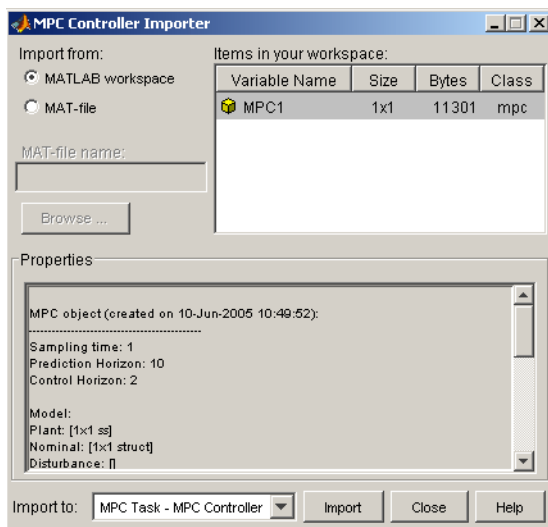 MPC Controller Importer
Import from:
MATLAB workspace
MAT-file
MAT-file name:
Browse ...
Items in your workspace:
Variable Name Size Bytes Class
MPC1 1x1 11301 mpc
Properties
MPC object (created on 10-Jun-2005 10:49:52):
---------------------------------------------
Sampling time: 1
Prediction Horizon: 10
Control Horizon: 2
Model:
Plant: [1x1 ss]
Nominal: [1x1 struct]
Disturbance: []
Import to: MPC Task - MPC Controller Import Close Help